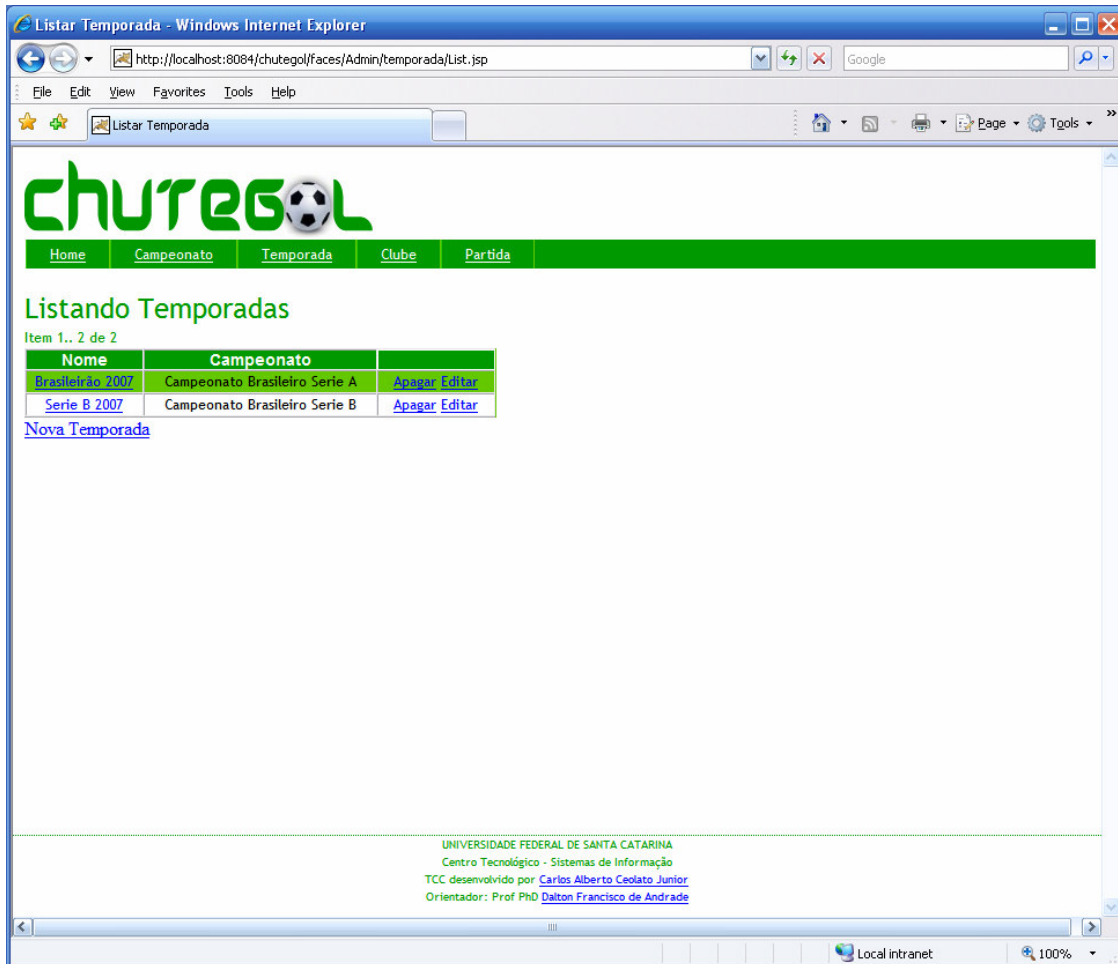 Listar Temporada - Windows Internet Explorer
http://localhost:8084/chutegol/faces/Admin/temporada/List.jsp
Google
File Edit View Favorites Tools Help
Listar Temporada
Page Tools
chutegol
Home Campeonato Temporada Clube Partida
Listando Temporadas
Item 1.. 2 de 2
Nome Campeonato
Brasileirão 2007 Campeonato Brasileiro Serie A Apagar Editar
Serie B 2007 Campeonato Brasileiro Serie B Apagar Editar
Nova Temporada
UNIVERSIDADE FEDERAL DE SANTA CATARINA
Centro Tecnológico - Sistemas de Informação
TCC desenvolvido por Carlos Alberto Ceolato Junior
Orientador: Prof PhD Dalton Francisco de Andrade
Local intranet 100%